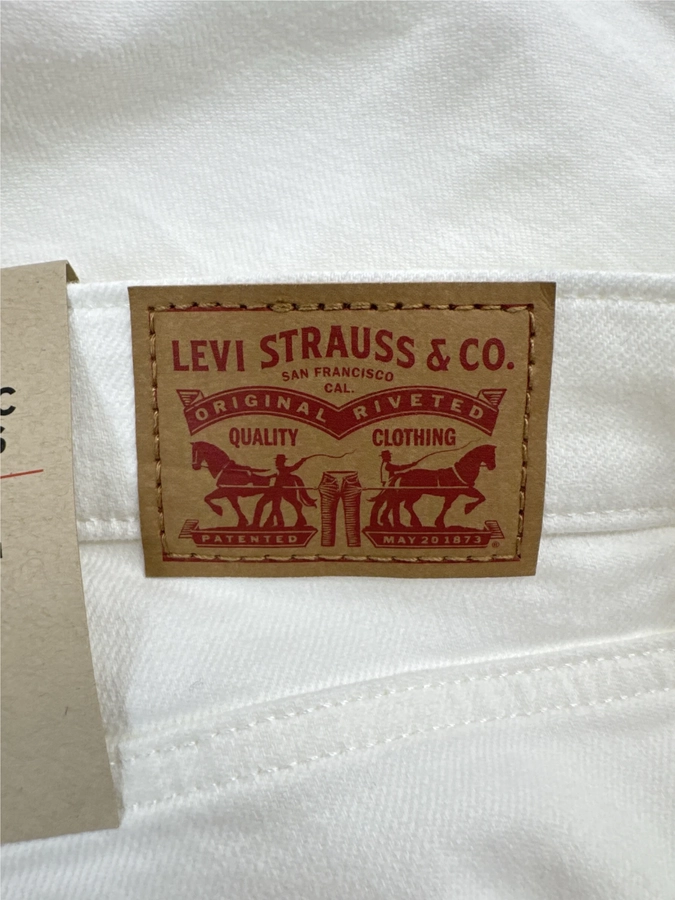 LEVI STRAUSS & CO.
SAN FRANCISCO
CAL.
ORIGINAL RIVETED
QUALITY CLOTHING
PATENTED MAY 20 1873